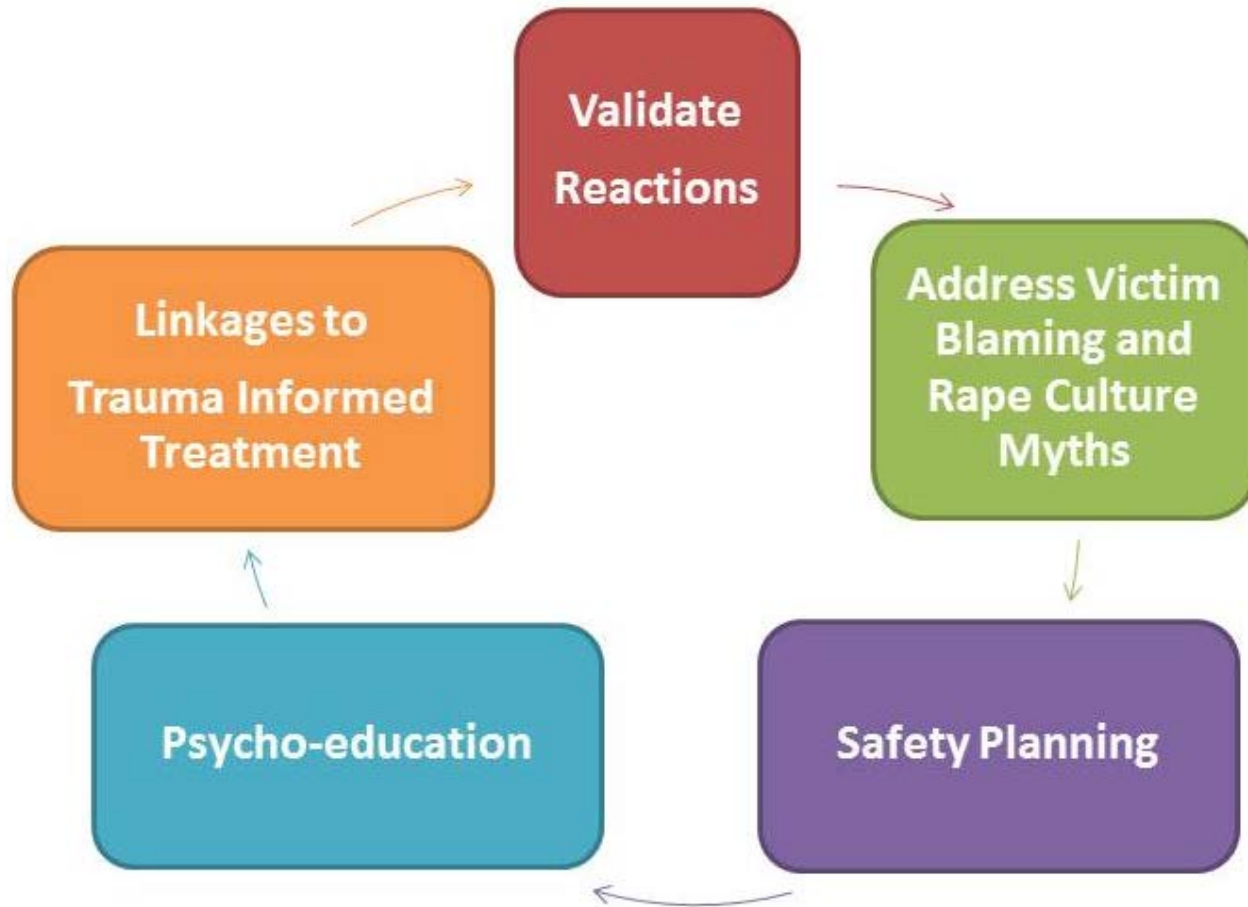 Validate
Reactions
Address Victim
Blaming and
Rape Culture
Myths
Safety Planning
Psycho-education
Linkages to
Trauma Informed
Treatment